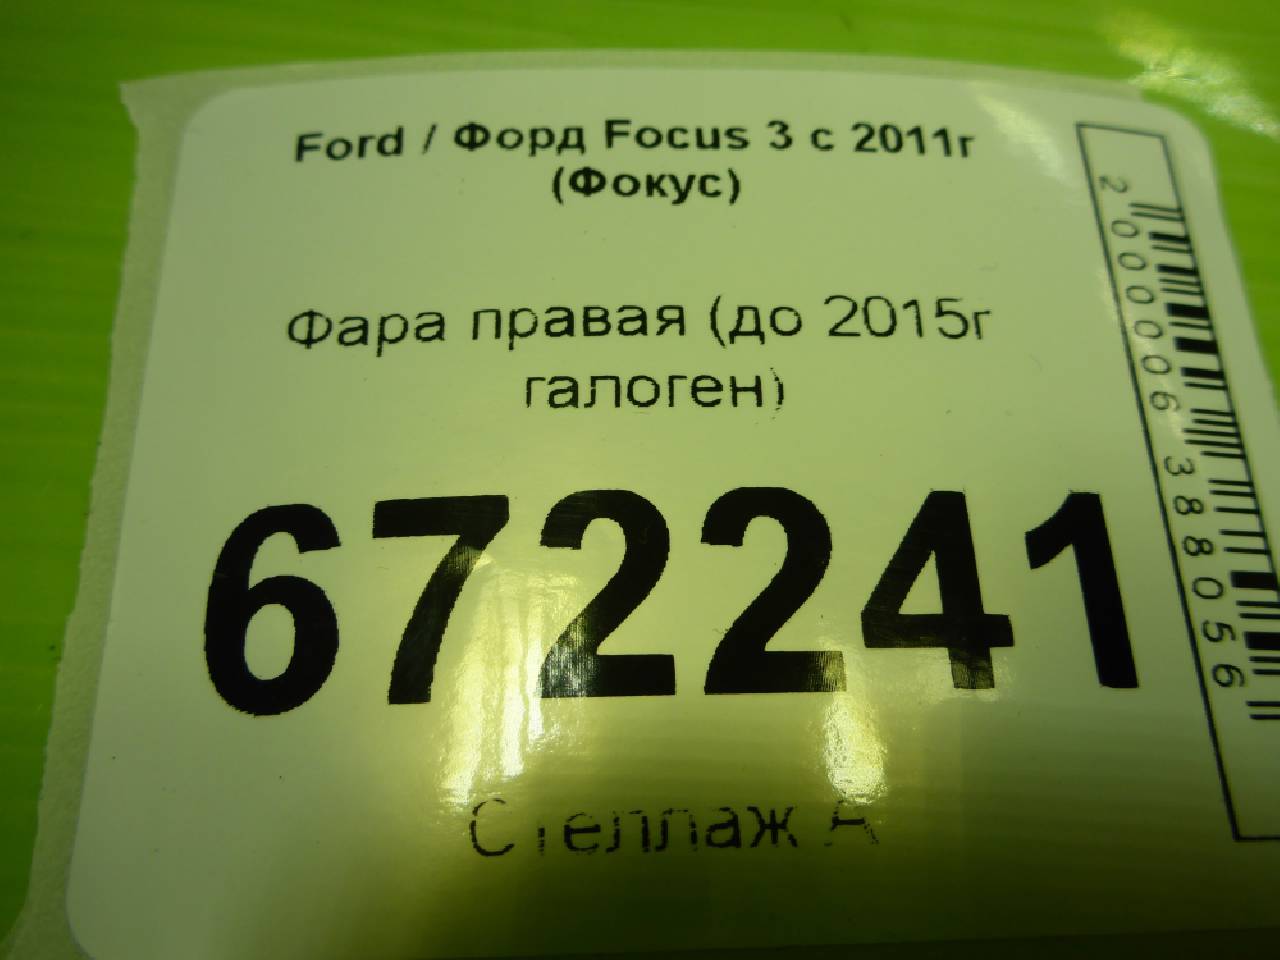 Ford / Форд Focus 3 с 2011г
(Фокус)
Фара правая (до 2015г
галоген)
672241
Стеллаж А
2000006388056